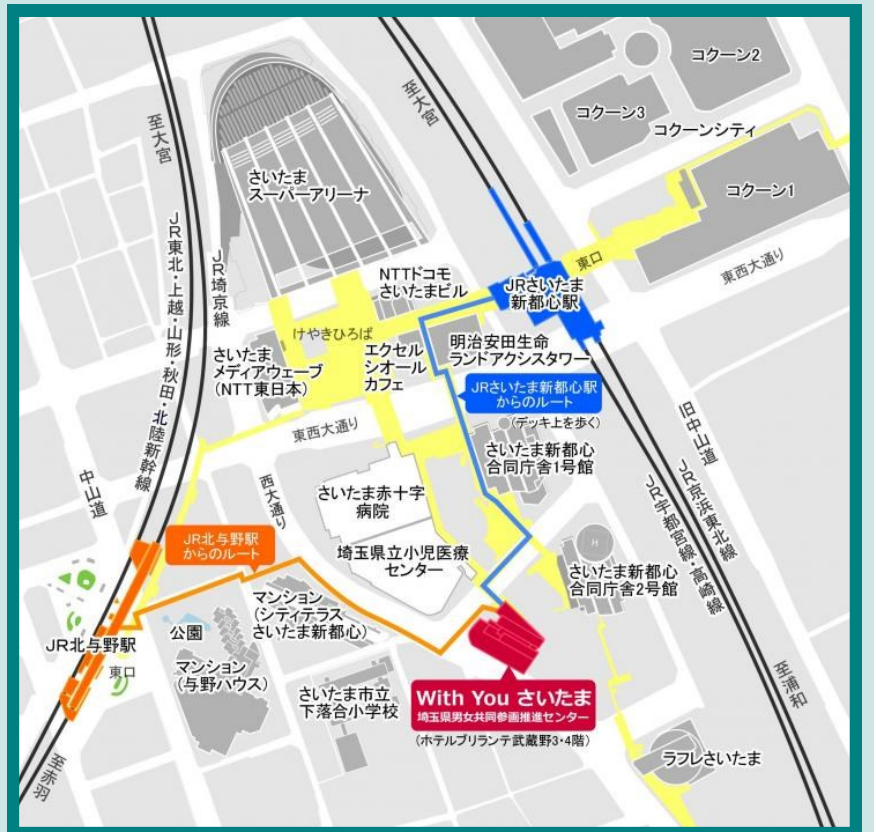 コクーン2
コクーン3
コクーンシティ
コクーン1
至大宮
至大宮
さいたま
スーパーアリーナ
JR東北・上越・山形・秋田・北陸新幹線
JR埼京線
NTTドコモ
さいたまビル
JRさいたま
新都心駅
東口
東西大通り
けやきひろば
さいたま
メディアウェーブ
(NTT東日本)
エクセル
シオール
カフェ
明治安田生命
ランドアクシスタワー
JRさいたま新都心駅
からのルート
(デッキ上を歩く)
東西大通り
西大通り
中山道
さいたま新都心
合同庁舎1号館
旧中山道
JR京浜東北線
JR宇都宮線・高崎線
さいたま赤十字
病院
埼玉県立小児医療
センター
H
さいたま新都心
合同庁舎2号館
JR北与野駅
からのルート
マンション
(シティテラス
さいたま新都心)
公園
JR北与野駅
東口
マンション
(与野ハウス)
さいたま市立
下落合小学校
With You さいたま
埼玉県男女共同参画推進センター
(ホテルブリランテ武蔵野3・4階)
至浦和
ラフレさいたま
至赤羽